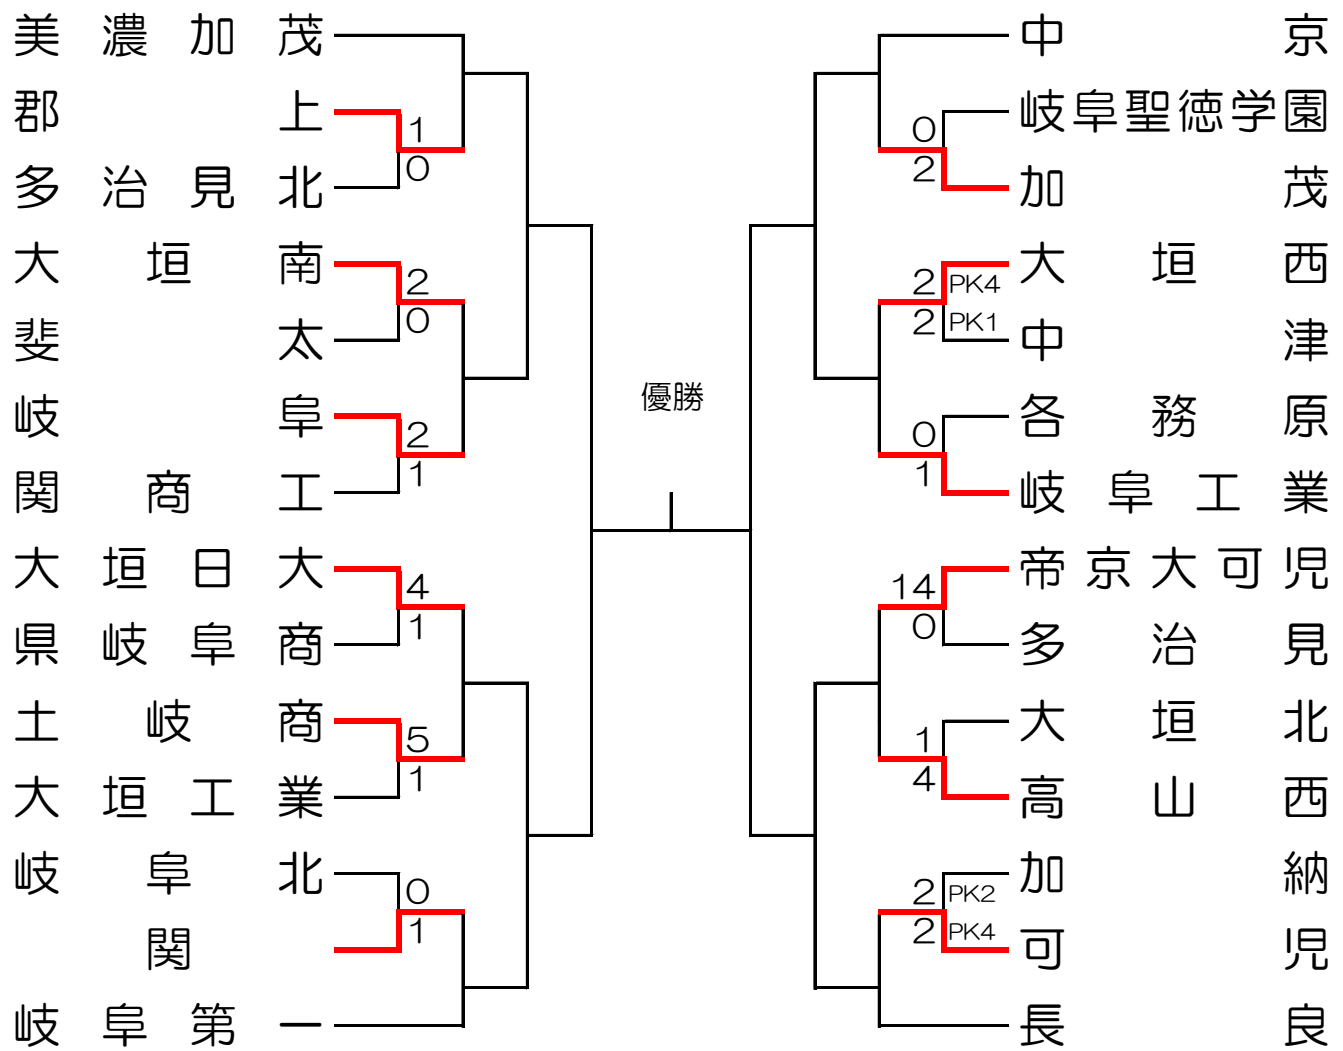 美濃加茂
郡上
1
0
多治見北
大垣南
2
0
斐太
岐阜
2
1
関商工
大垣日大
4
1
県岐阜商
土岐商
5
1
大垣工業
岐阜北
0
1
関
岐阜第一
優勝
中京
岐阜聖徳学園
0
2
加茂
大垣西
2 PK4
2 PK1
中津
各務原
0
1
岐阜工業
帝京大可児
14
0
多治見
大垣北
1
4
高山西
加納
2 PK2
2 PK4
可児
長良